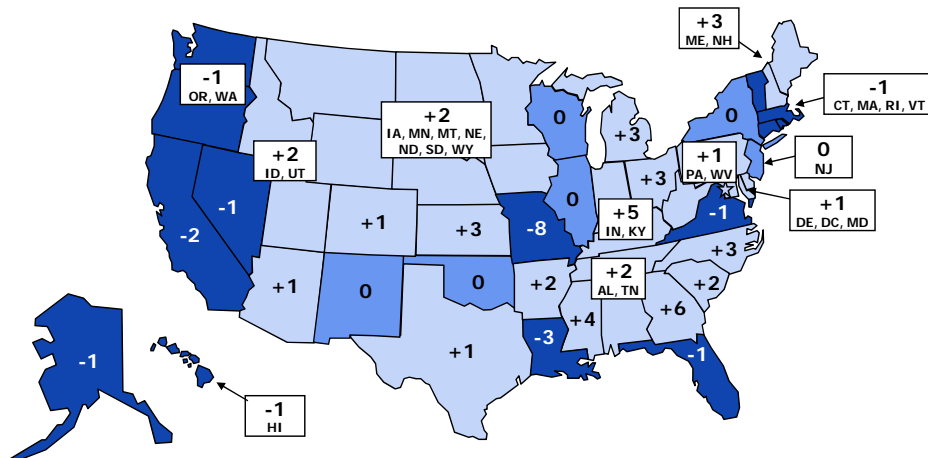 +3
ME, NH
-1
OR, WA
-1
CT, MA, RI, VT
+2
IA, MN, MT, NE,
ND, SD, WY
0
0
+3
+2
ID, UT
+1
PA, WV
0
NJ
+3
-1
+1
DE, DC, MD
0
+5
IN, KY
-1
-2
+1
+3
-8
+3
+1
0
0
+2
+2
AL, TN
+2
+6
+4
-3
+1
-1
-1
-1
HI